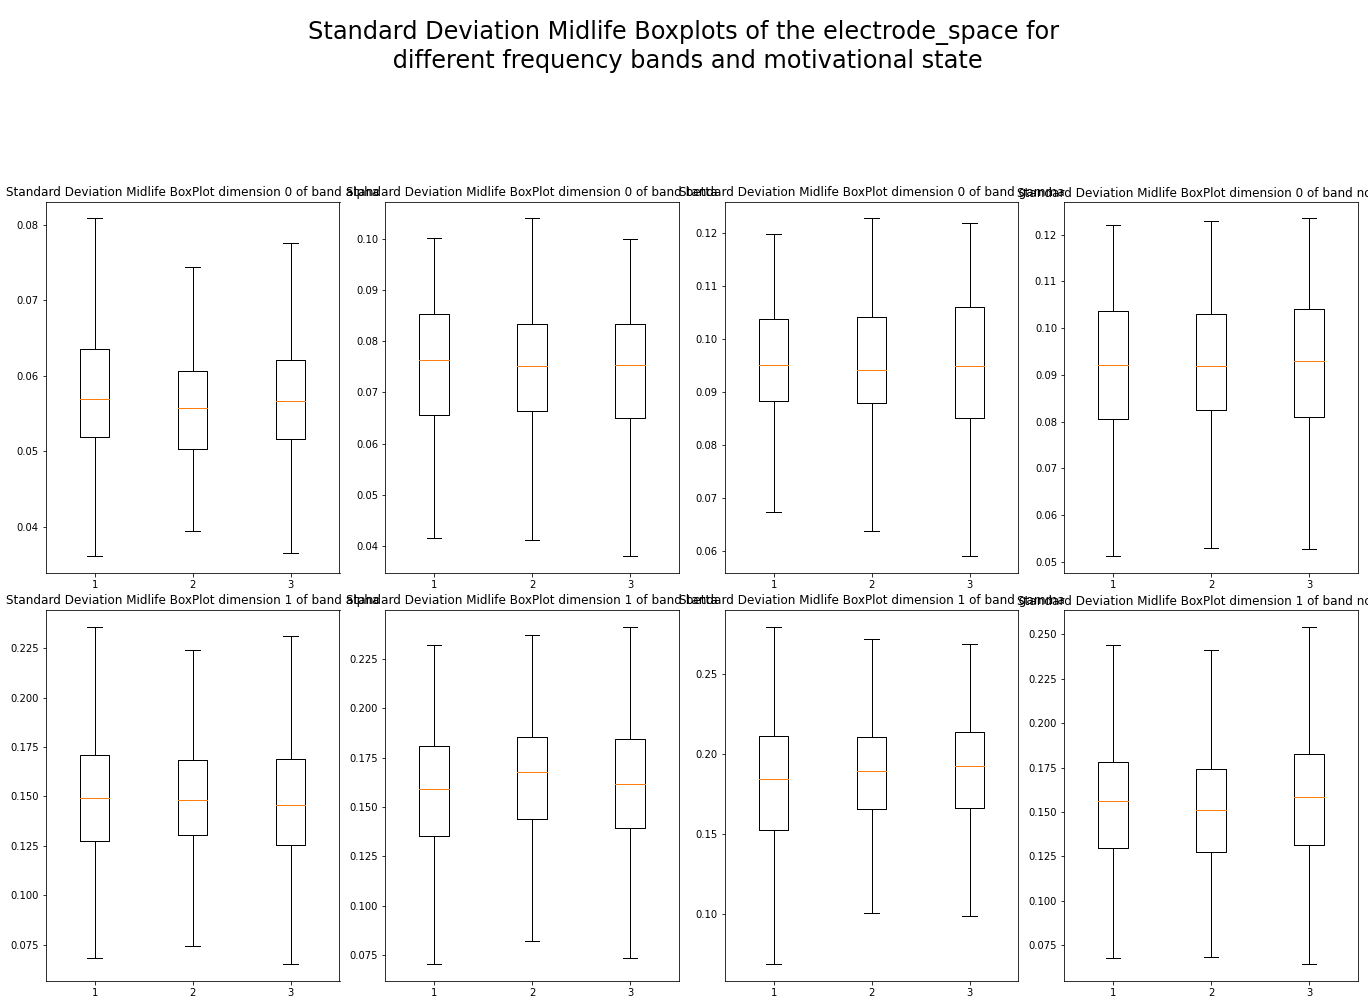 Standard Deviation Midlife Boxplots of the electrode_space for
different frequency bands and motivational state
Standard Deviation Midlife BoxPlot dimension 0 of band alpha
Standard Deviation Midlife BoxPlot dimension 0 of band beta
Standard Deviation Midlife BoxPlot dimension 0 of band gamma
Standard Deviation Midlife BoxPlot dimension 0 of band no
0.08
0.07
0.06
0.05
0.04
1 2 3
0.10
0.09
0.08
0.07
0.06
0.05
0.04
1 2 3
0.12
0.11
0.10
0.09
0.08
0.07
0.06
1 2 3
0.12
0.11
0.10
0.09
0.08
0.07
0.06
0.05
1 2 3
Standard Deviation Midlife BoxPlot dimension 1 of band alpha
Standard Deviation Midlife BoxPlot dimension 1 of band beta
Standard Deviation Midlife BoxPlot dimension 1 of band gamma
Standard Deviation Midlife BoxPlot dimension 1 of band no
0.225
0.200
0.175
0.150
0.125
0.100
0.075
1 2 3
0.225
0.200
0.175
0.150
0.125
0.100
0.075
1 2 3
0.25
0.20
0.15
0.10
1 2 3
0.250
0.225
0.200
0.175
0.150
0.125
0.100
0.075
1 2 3